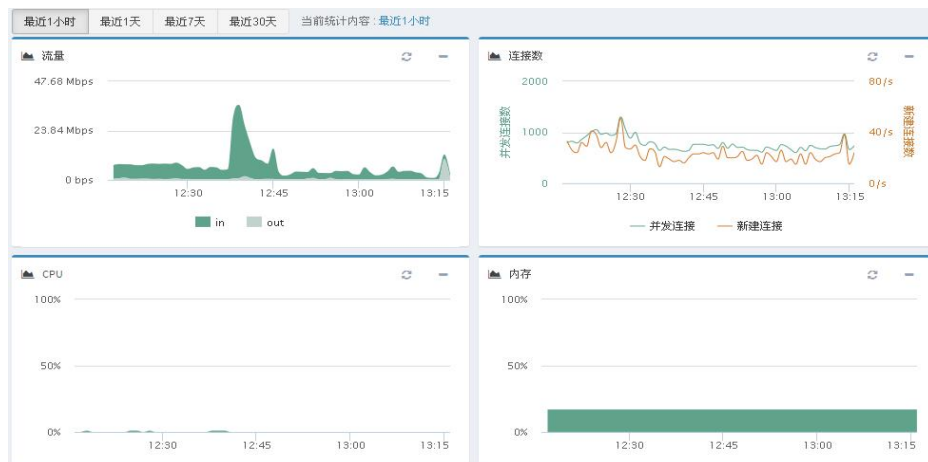 最近1小时 最近1天 最近7天 最近30天 当前统计内容 : 最近1小时
流量
47.68 Mbps
23.84 Mbps
0 bps
12:30 12:45 13:00 13:15
in out
连接数
2000 80/s
1000 40/s
0 0/s
并发连接数
新建连接数
12:30 12:45 13:00 13:15
并发连接 新建连接
CPU
100%
50%
0%
12:30 12:45 13:00 13:15
内存
100%
50%
0%
12:30 12:45 13:00 13:15